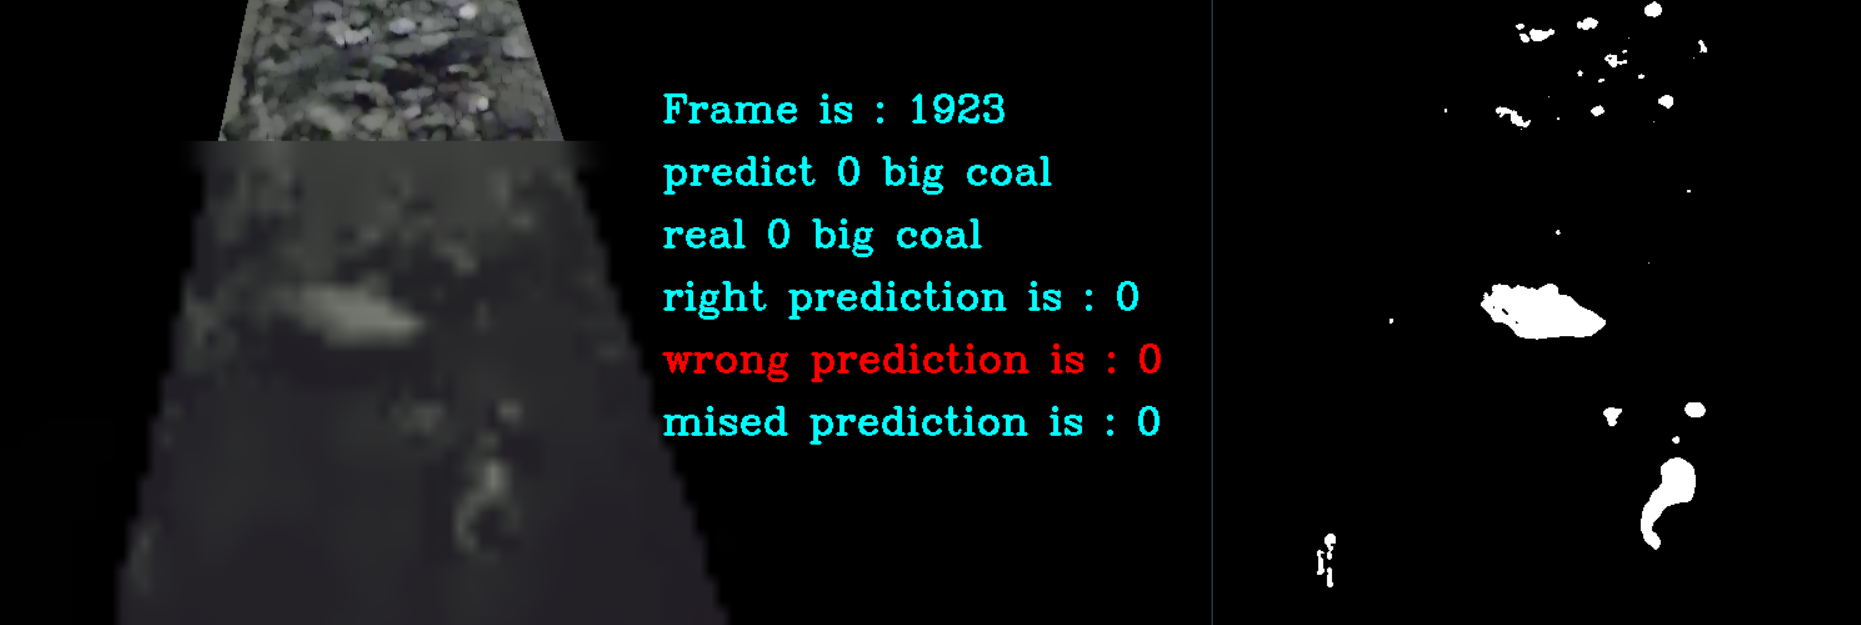 Frame is : 1923
predict 0 big coal
real 0 big coal
right prediction is : 0
wrong prediction is : 0
mised prediction is : 0